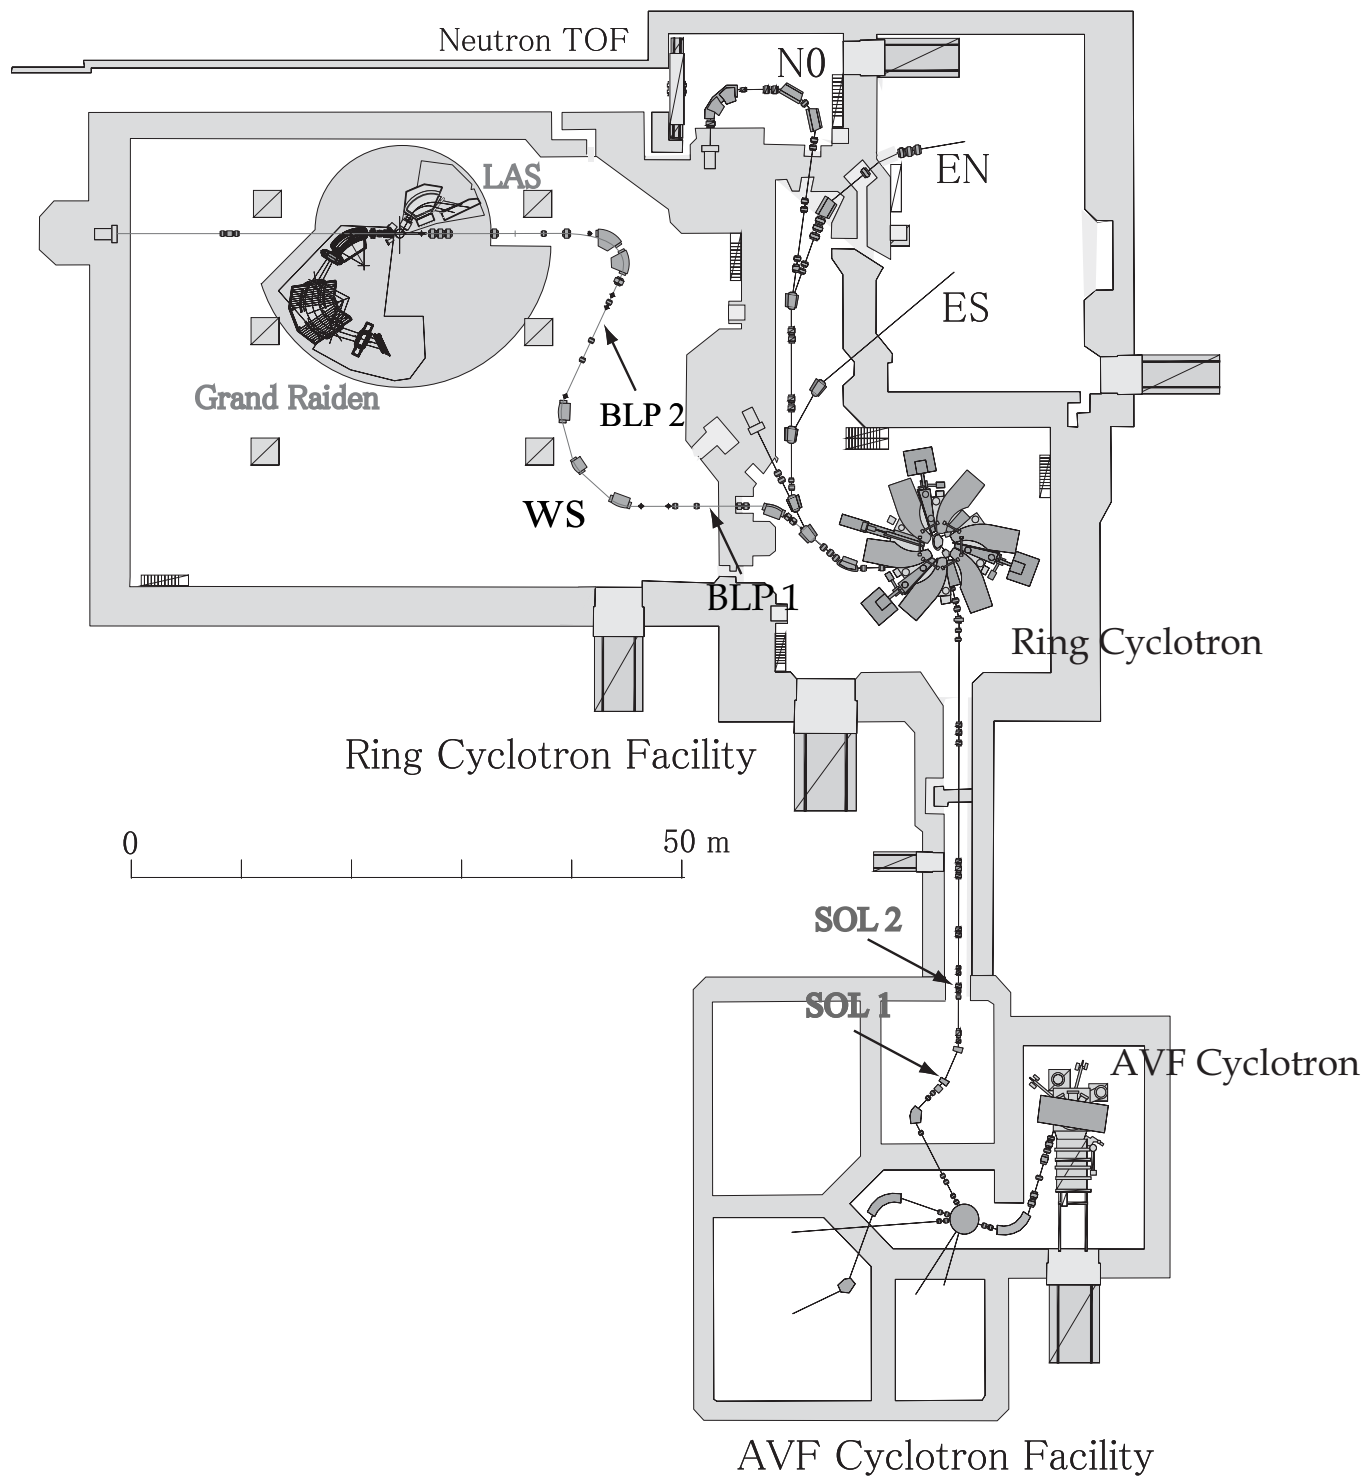 Neutron TOF
N0
EN
LAS
ES
Grand Raiden
BLP 2
WS
BLP 1
Ring Cyclotron
Ring Cyclotron Facility
0
50 m
SOL 2
SOL 1
AVF Cyclotron
AVF Cyclotron Facility